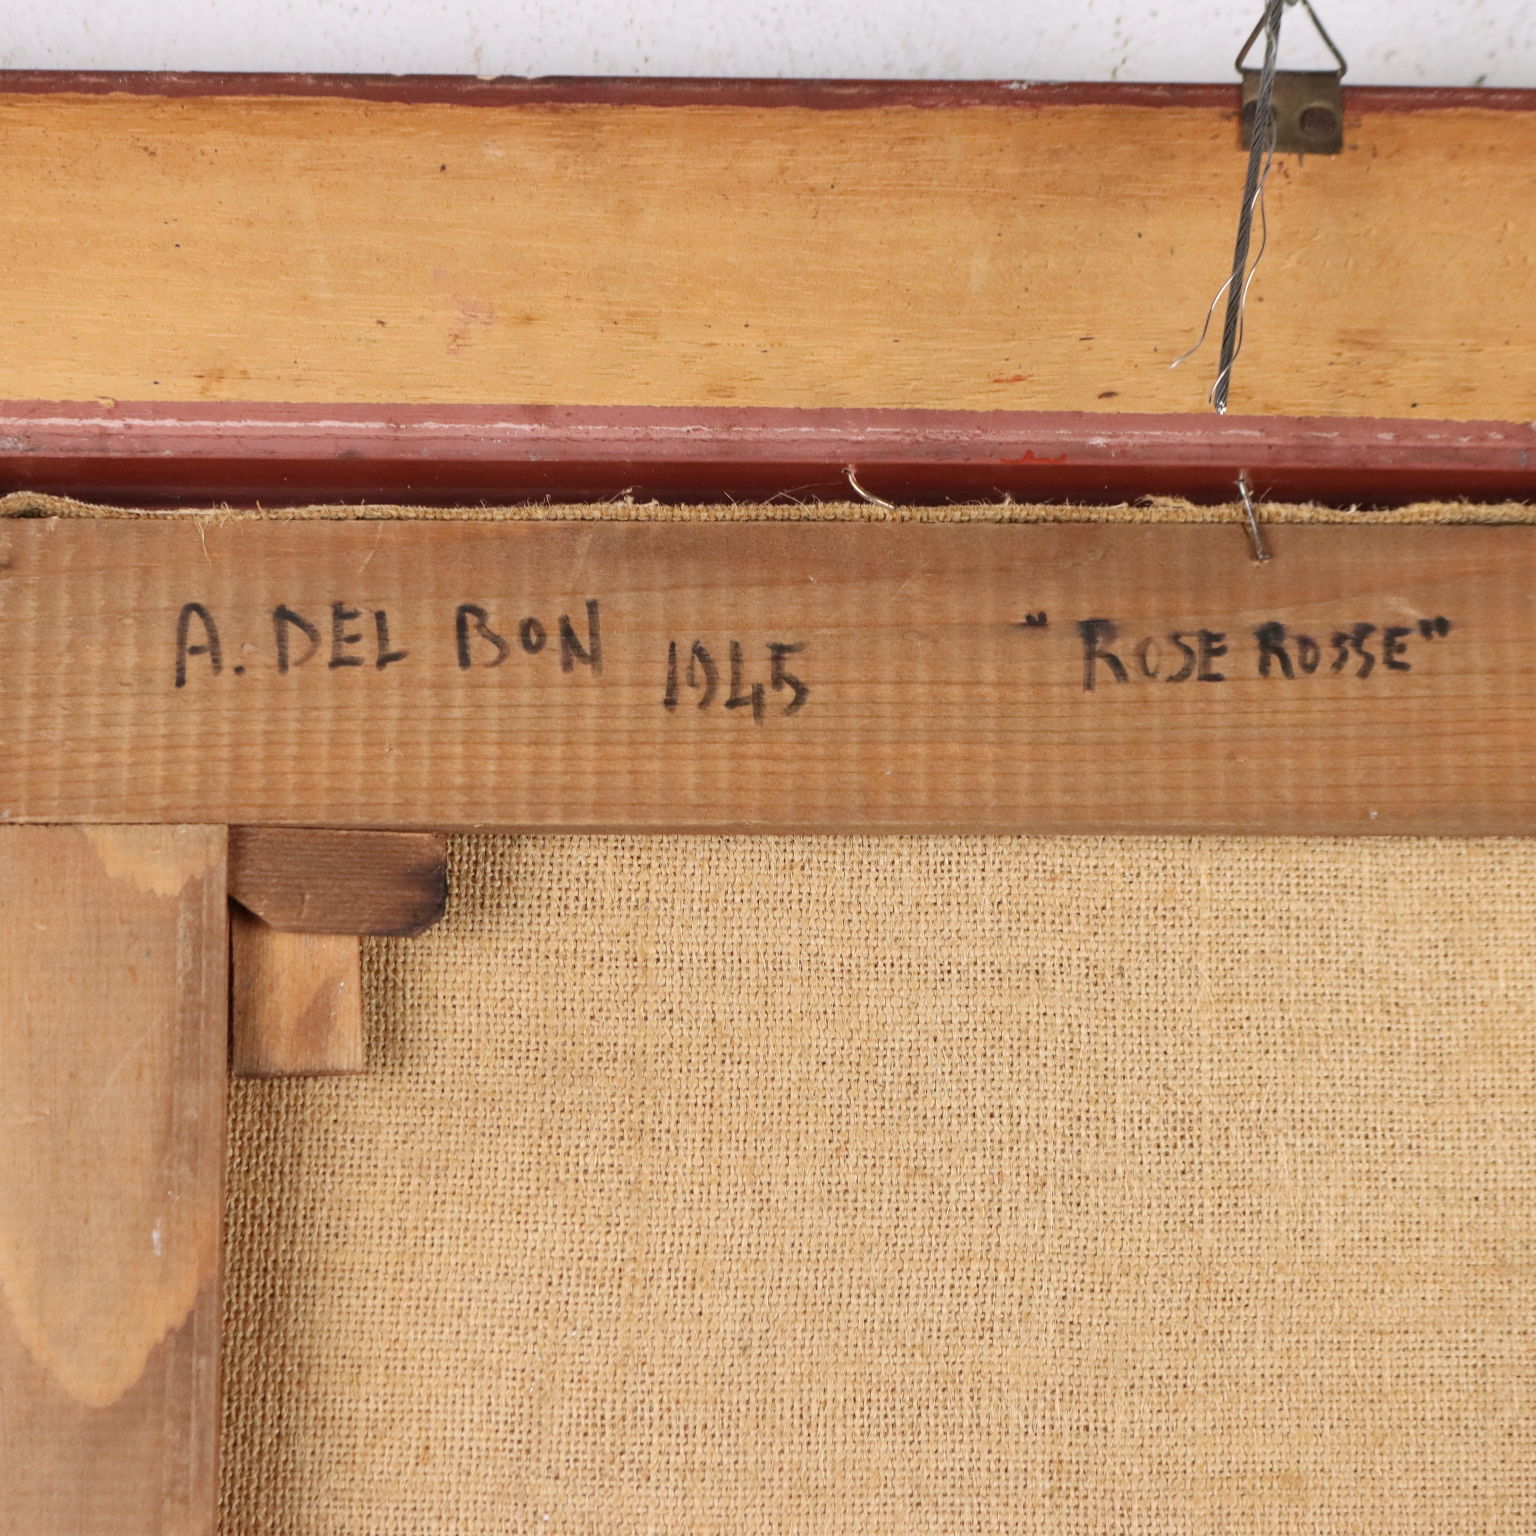 A. DEL BON 1945 "ROSE ROSSE"